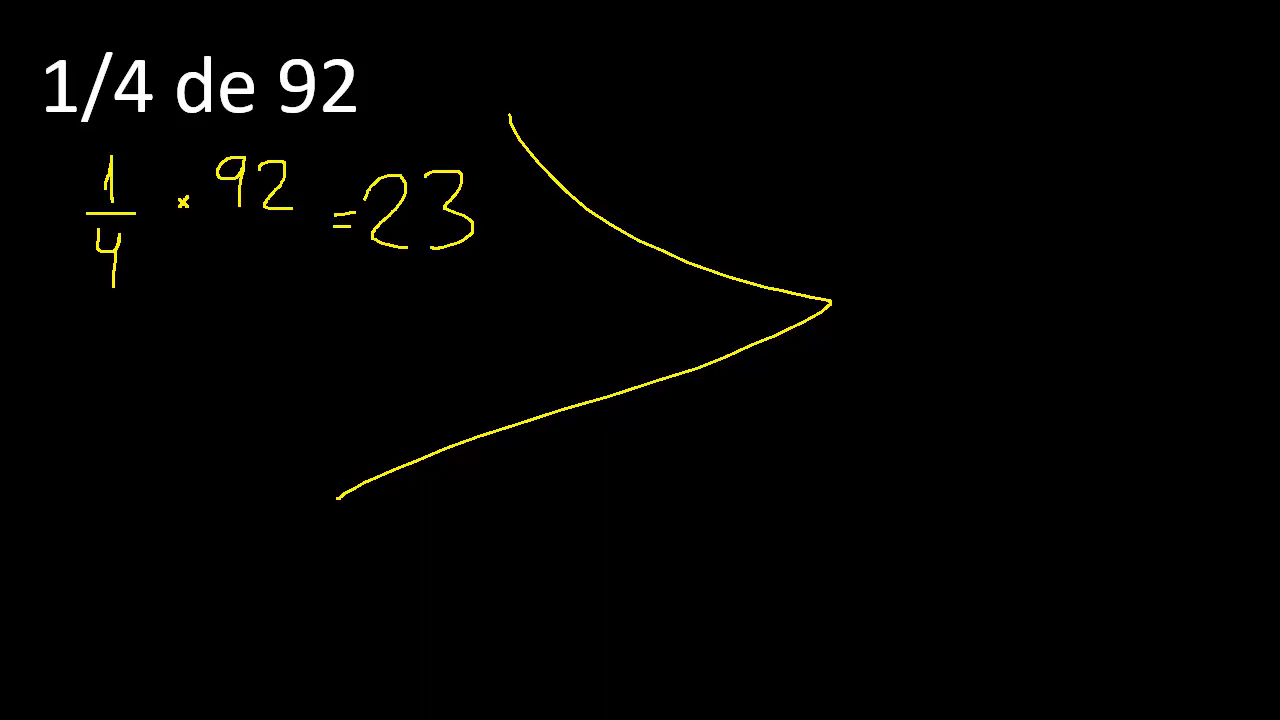 1/4 de 92
1/4 × 92 = 23